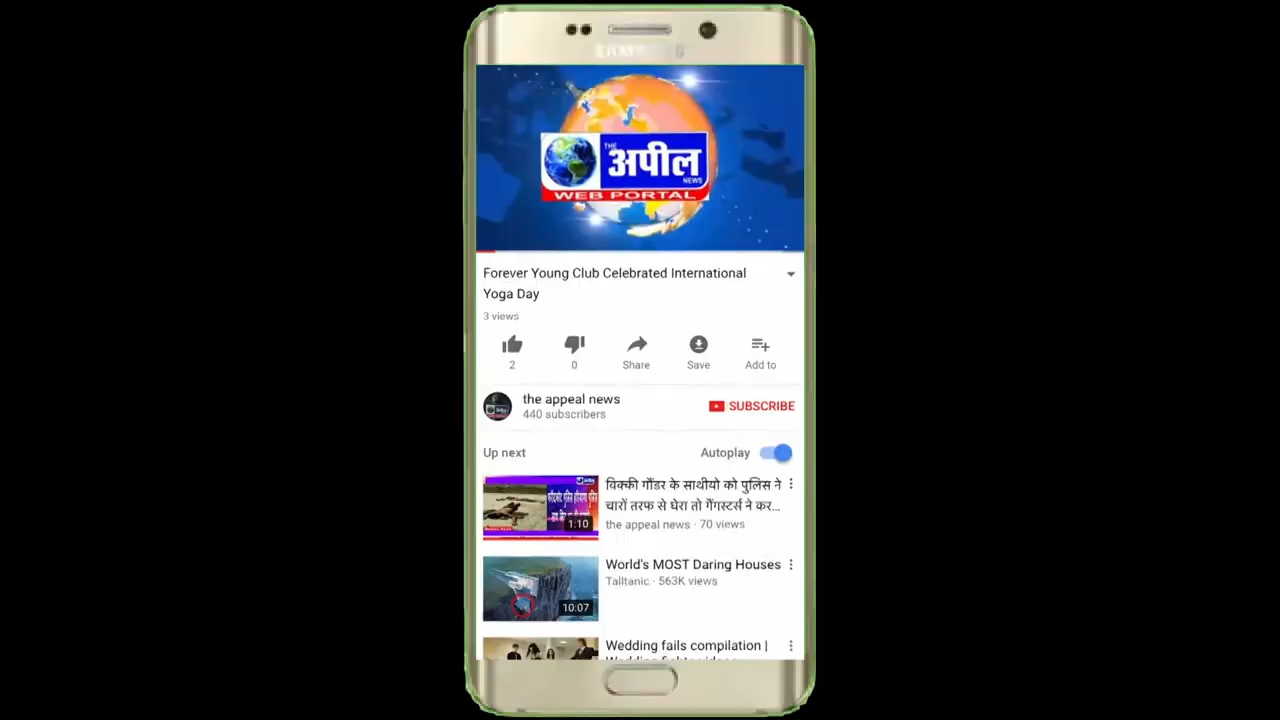 SAMSUNG
THE
अपील
NEWS
WEB PORTAL
Forever Young Club Celebrated International
Yoga Day
3 views
2
0
Share
Save
Add to
the appeal news
440 subscribers
SUBSCRIBE
Up next
Autoplay
विक्की गौंडर के साथीयो को पुलिस ने
चारों तरफ से घेरा तो गैंगस्टर्स ने कर...
the appeal news · 70 views
1:10
World's MOST Daring Houses
Talltanic · 563K views
10:07
Wedding fails compilation |